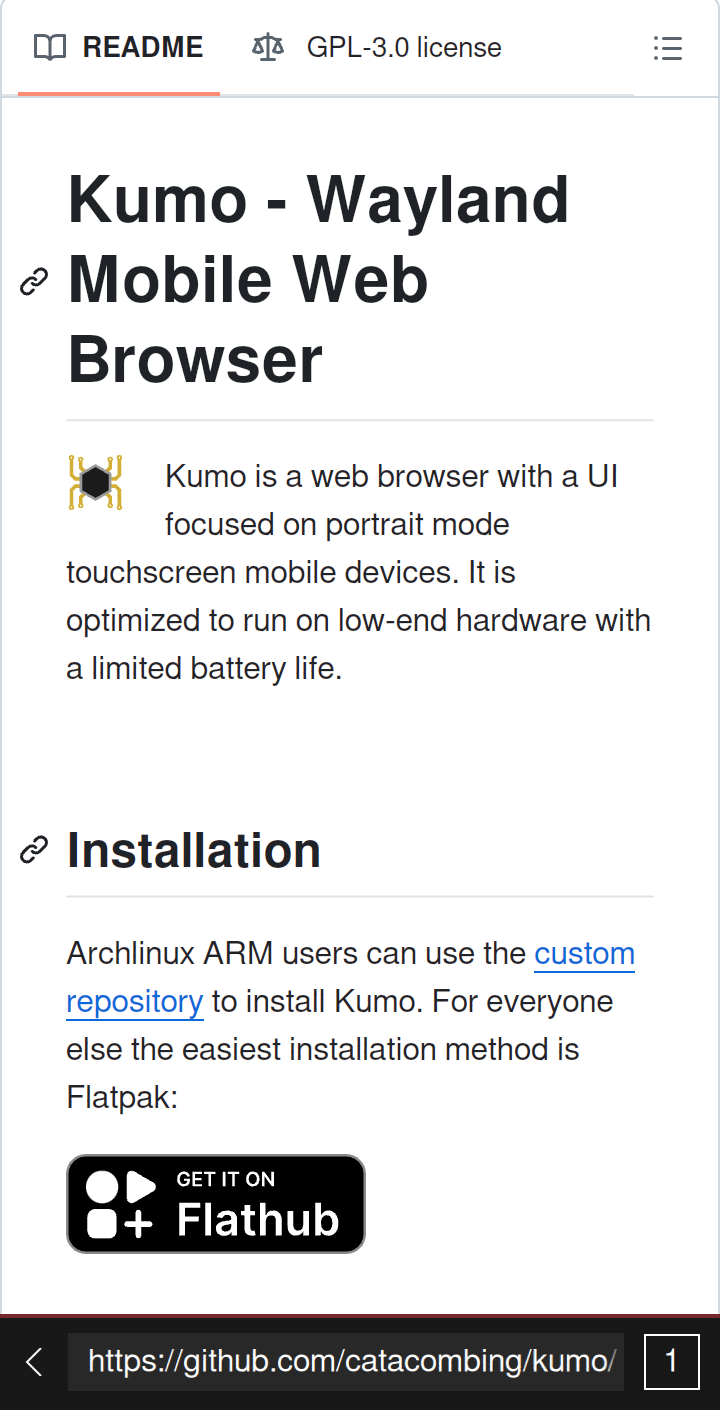 README
GPL-3.0 license
Kumo - Wayland
Mobile Web
Browser
Kumo is a web browser with a UI
focused on portrait mode
touchscreen mobile devices. It is
optimized to run on low-end hardware with
a limited battery life.
Installation
Archlinux ARM users can use the custom
repository to install Kumo. For everyone
else the easiest installation method is
Flatpak:
GET IT ON
Flathub
https://github.com/catacombing/kumo/
1